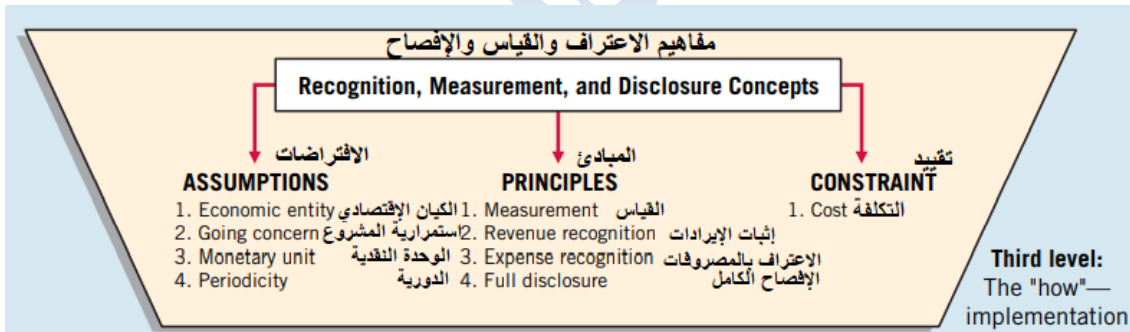 مفاهيم الاعتراف والقياس والإفصاح
Recognition, Measurement, and Disclosure Concepts
الافتراضات
ASSUMPTIONS
1. Economic entity الكيان الإقتصادي
2. Going concern استمرارية المشروع
3. Monetary unit الوحدة النقدية
4. Periodicity الدورية
المبادئ
PRINCIPLES
1. Measurement القياس
2. Revenue recognition إثبات الإيرادات
3. Expense recognition الاعتراف بالمصروفات
4. Full disclosure الإفصاح الكامل
تقييد
CONSTRAINT
1. Cost التكلفة
Third level:
The "how"—
implementation